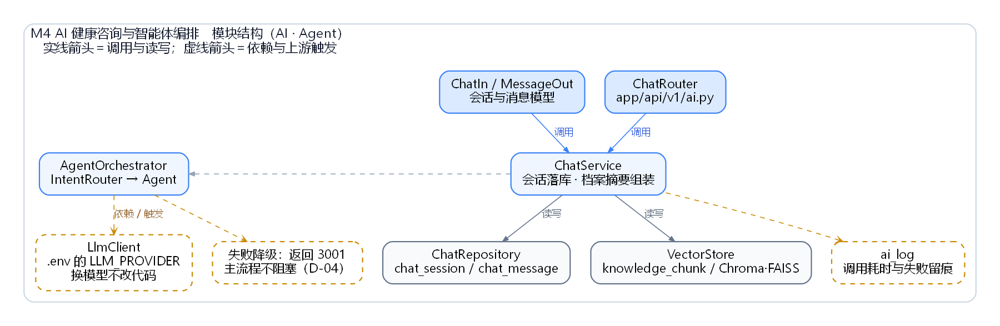 M4 AI 健康咨询与智能体编排　模块结构（AI · Agent）
实线箭头 = 调用与读写；虚线箭头 = 依赖与上游触发
ChatIn / MessageOut
会话与消息模型
ChatRouter
app/api/v1/ai.py
调用
调用
AgentOrchestrator
IntentRouter → Agent
ChatService
会话落库 · 档案摘要组装
依赖 / 触发
读写
读写
LlmClient
.env 的 LLM_PROVIDER
换模型不改代码
失败降级：返回 3001
主流程不阻塞（D-04）
ChatRepository
chat_session / chat_message
VectorStore
knowledge_chunk / Chroma·FAISS
ai_log
调用耗时与失败留痕